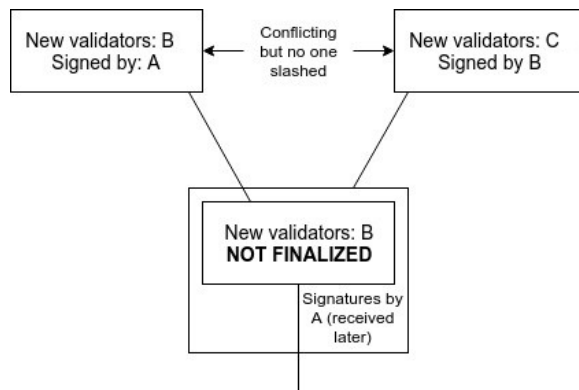 New validators: B
Signed by: A
Conflicting
but no one
slashed
New validators: C
Signed by B
New validators: B
NOT FINALIZED
Signatures by
A (received
later)